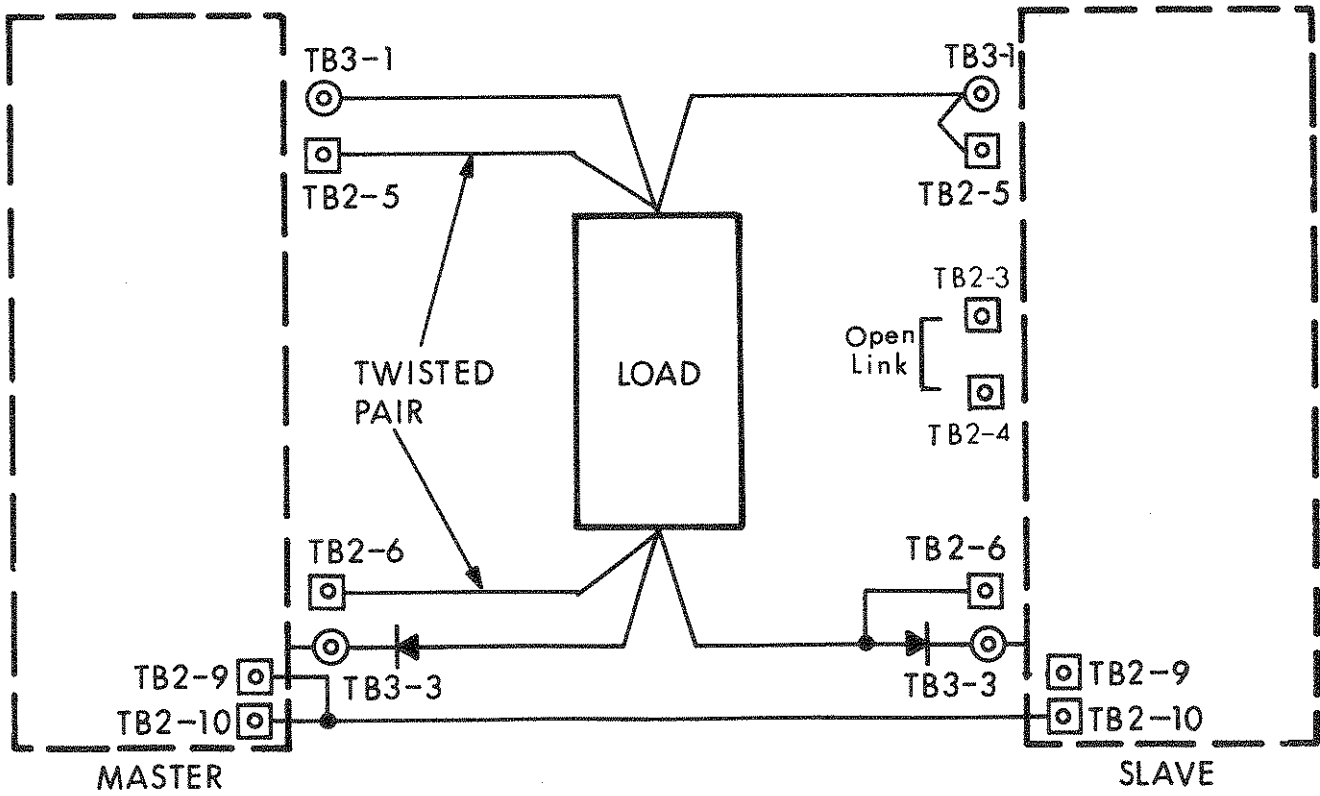 TB3-1
TB3-1
TB2-5
TB2-5
TB2-3
Open
Link
TWISTED
PAIR
LOAD
TB2-4
TB2-6
TB2-6
TB2-9
TB3-3
TB3-3
TB2-9
TB2-10
TB2-10
MASTER
SLAVE